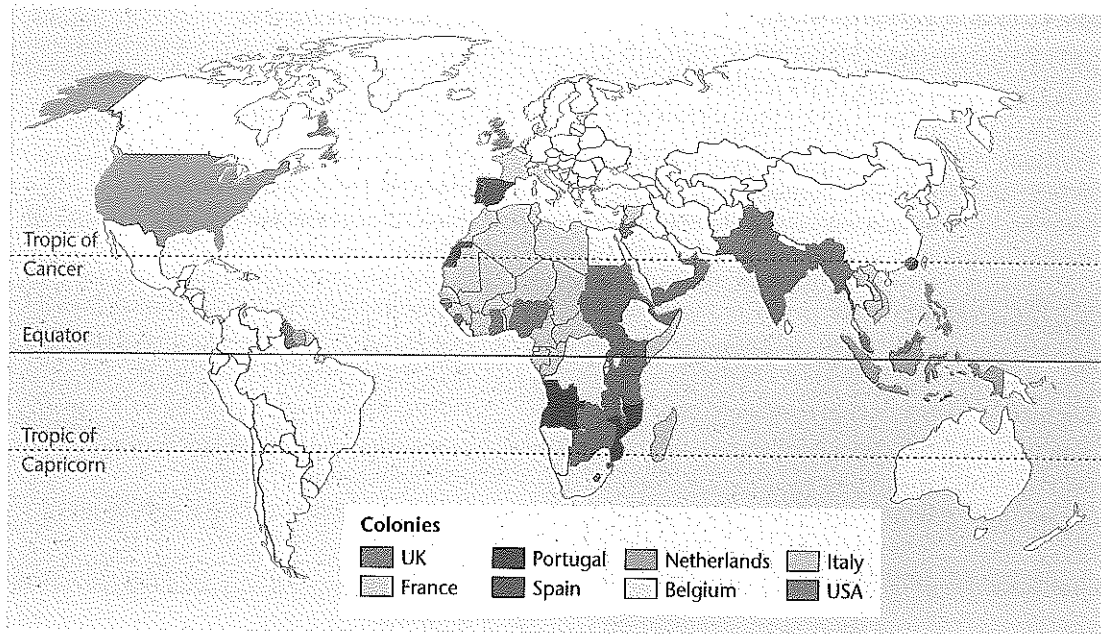 Tropic of
Cancer
Equator
Tropic of
Capricorn
Colonies
UK
Portugal
Netherlands
Italy
France
Spain
Belgium
USA